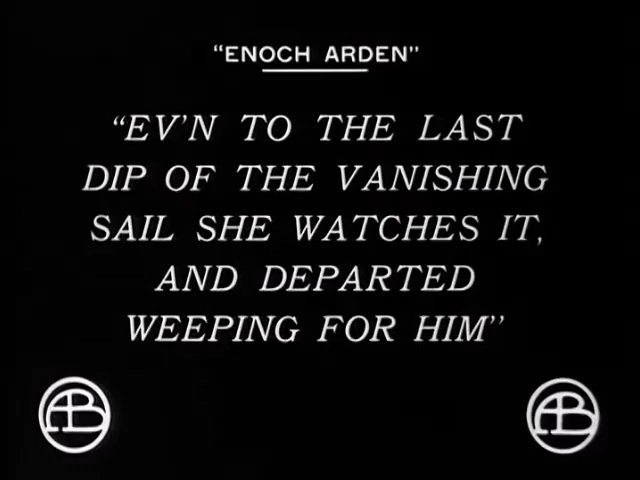 "ENOCH ARDEN"
"EV'N TO THE LAST
DIP OF THE VANISHING
SAIL SHE WATCHES IT,
AND DEPARTED
WEEPING FOR HIM"
AB
AB